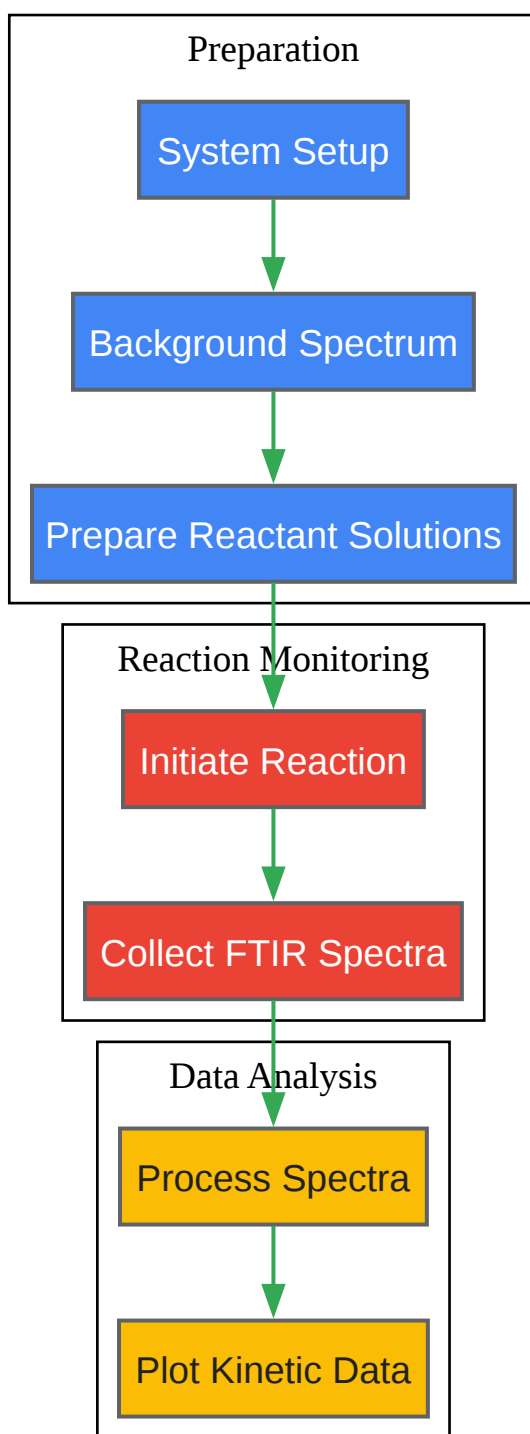 Preparation
System Setup
Background Spectrum
Prepare Reactant Solutions
Reaction Monitoring
Initiate Reaction
Collect FTIR Spectra
Data Analysis
Process Spectra
Plot Kinetic Data